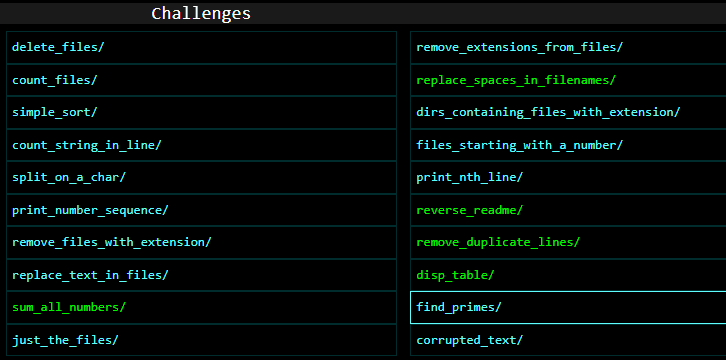 Challenges
delete_files/
count_files/
simple_sort/
count_string_in_line/
split_on_a_char/
print_number_sequence/
remove_files_with_extension/
replace_text_in_files/
sum_all_numbers/
just_the_files/
remove_extensions_from_files/
replace_spaces_in_filenames/
dirs_containing_files_with_extension/
files_starting_with_a_number/
print_nth_line/
reverse_readme/
remove_duplicate_lines/
disp_table/
find_primes/
corrupted_text/